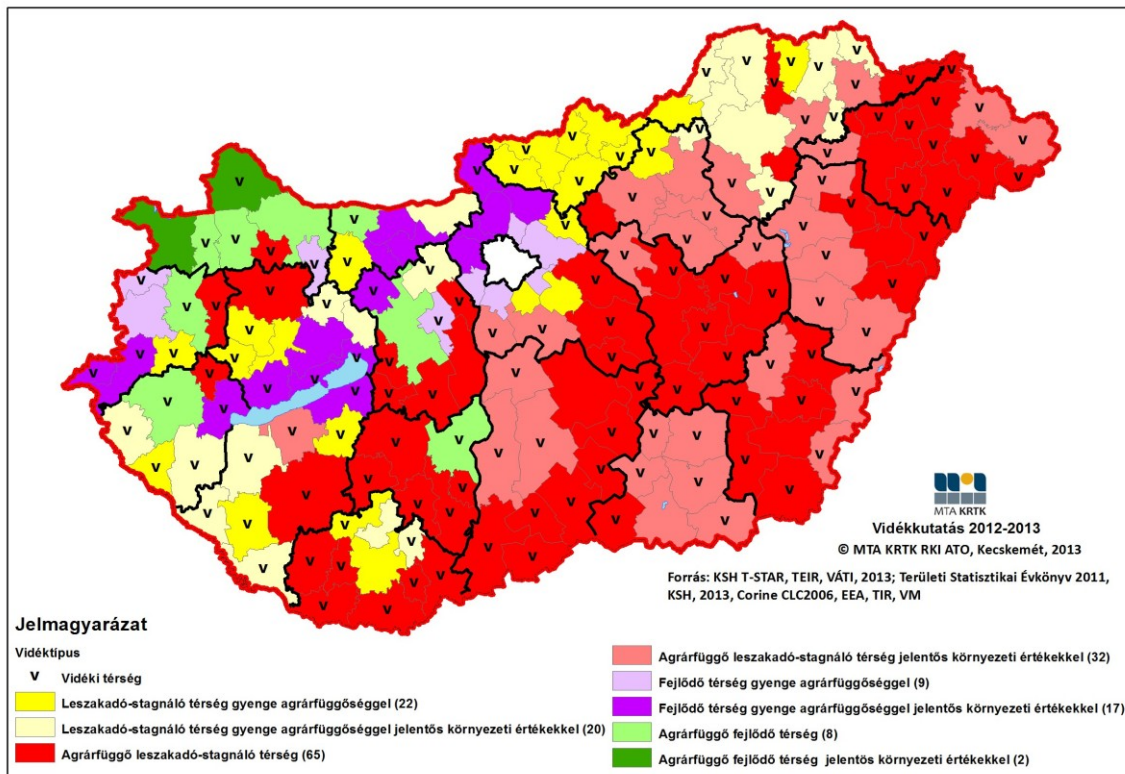 MTA KRTK
Vidékkutatás 2012-2013
© MTA KRTK RKI ATO, Kecskemét, 2013
Forrás: KSH T-STAR, TEIR, VÁTI, 2013; Területi Statisztikai Évkönyv 2011,
KSH, 2013, Corine CLC2006, EEA, TIR, VM
Jelmagyarázat
Vidéktípus
v Vidéki térség
Leszakadó-stagnáló térség gyenge agrárfüggőséggel (22)
Leszakadó-stagnáló térség gyenge agrárfüggőséggel jelentős környezeti értékekkel (20)
Agrárfüggő leszakadó-stagnáló térség (65)
Agrárfüggő leszakadó-stagnáló térség jelentős környezeti értékekkel (32)
Fejlődő térség gyenge agrárfüggőséggel (9)
Fejlődő térség gyenge agrárfüggőséggel jelentős környezeti értékekkel (17)
Agrárfüggő fejlődő térség (8)
Agrárfüggő fejlődő térség jelentös környezeti értékekkel (2)